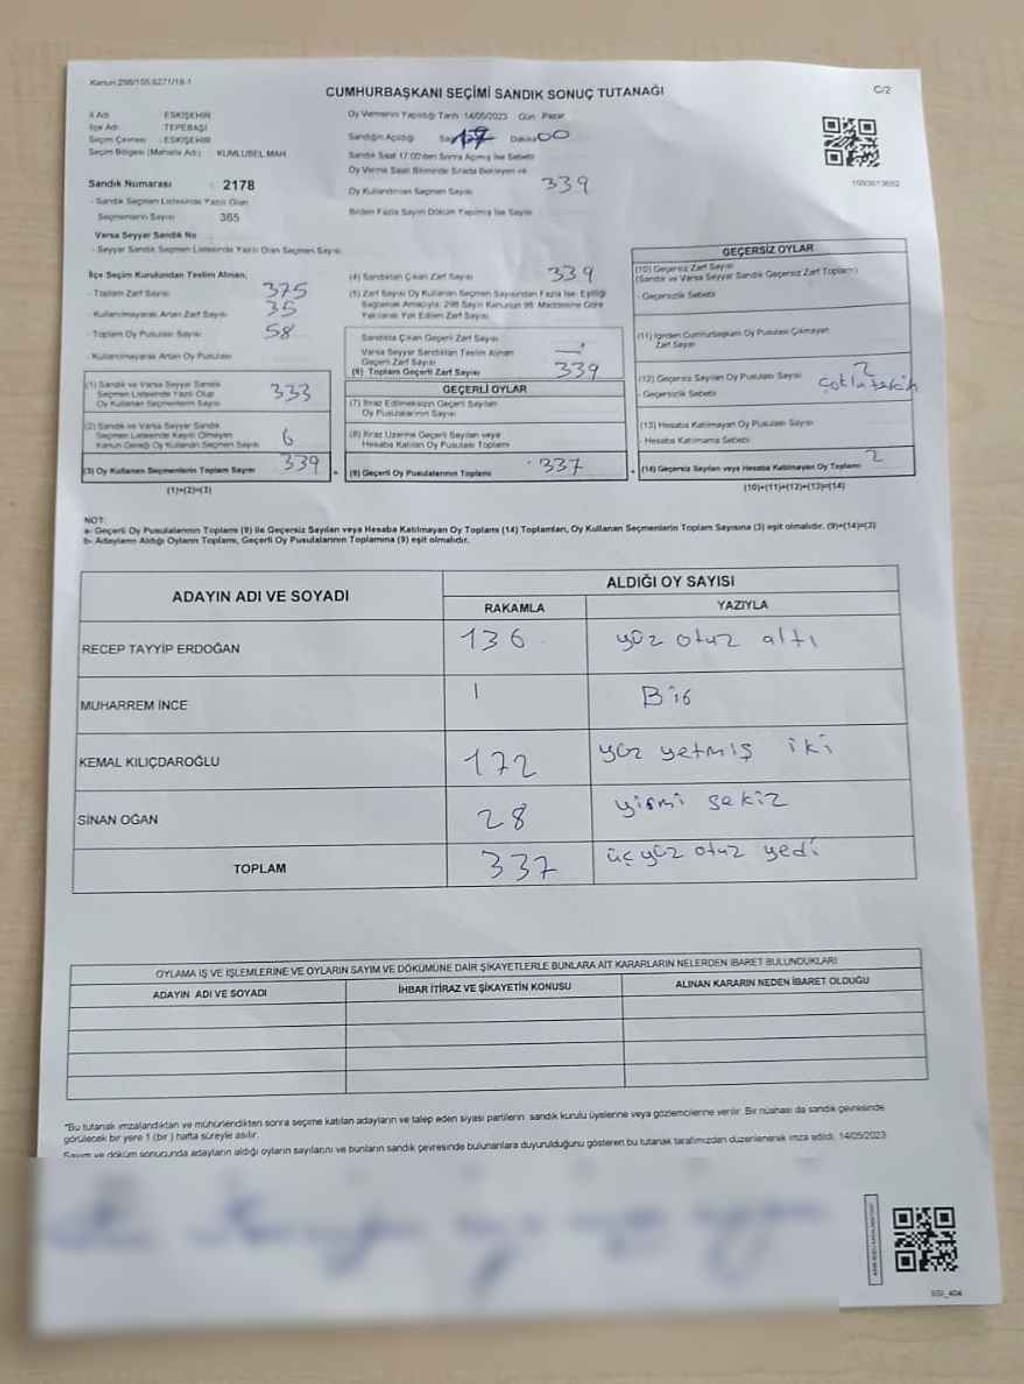 Kanun:298/105,6271/18-1
CUMHURBAŞKANI SEÇİMİ SANDIK SONUÇ TUTANAĞI
C/2
İl Adı : ESKİŞEHİR
İlçe Adı : TEPEBAŞI
Seçim Çevresi : ESKİŞEHİR
Seçim Bölgesi (Mahalle Adı) : KUMLUBEL MAH.
Sandık Numarası : 2178
- Sandık Seçmen Listesinde Yazılı Olan
Seçmenlerin Sayısı 365
Varsa Seyyar Sandık No
- Seyyar Sandık Seçmen Listesinde Yazılı Olan Seçmen Sayısı
Oy Vermenin Yapıldığı Tarih 14/05/2023 Gün Pazar
Sandığın Açıldığı Saat 17 Dakika 00
Sandık Saat 17:00'den Sonra Açılmış İse Sebebi
Oy Verme Saati Bitiminde Sırada Bekleyen ve
Oy Kullandırılan Seçmen Sayısı 339
Birden Fazla Sayım Döküm Yapılmış İse Sayısı
İlçe Seçim Kurulundan Teslim Alınan;
- Toplam Zarf Sayısı 375
- Kullanılmayarak Artan Zarf Sayısı 35
- Toplam Oy Pusulası Sayısı 58
- Kullanılmayarak Artan Oy Pusulası
(1) Sandık ve Varsa Seyyar Sandık
Seçmen Listesinde Yazılı Olup
Oy Kullanan Seçmenlerin Sayısı 333
(2) Sandık ve Varsa Seyyar Sandık
Seçmen Listesinde Kayıtlı Olmayan
Kanun Gereği Oy Kullanan Seçmen Sayısı 6
(3) Oy Kullanan Seçmenlerin Toplam Sayısı 339
(1)+(2)=(3)
(4) Sandıktan Çıkan Zarf Sayısı 339
(5) Zarf Sayısı Oy Kullanan Seçmen Sayısından Fazla İse, Eşitliği
Sağlamak Amacıyla, 298 Sayılı Kanunun 98. Maddesine Göre
Yakılarak Yok Edilen Zarf Sayısı
Sandıkta Çıkan Geçerli Zarf Sayısı
Varsa Seyyar Sandıktan Teslim Alınan
Geçerli Zarf Sayısı
(6) Toplam Geçerli Zarf Sayısı 339
GEÇERLİ OYLAR
(7) İtiraz Edilmeksizin Geçerli Sayılan
Oy Pusulalarının Sayısı
(8) İtiraz Üzerine Geçerli Sayılan veya
Hesaba Katılan Oy Pusulası Toplamı
(9) Geçerli Oy Pusulalarının Toplamı 337
GEÇERSİZ OYLAR
(10) Geçersiz Zarf Sayısı
(Sandık ve Varsa Seyyar Sandık Geçersiz Zarf Toplamı)
- Geçersizlik Sebebi
(11) İçinden Cumhurbaşkanı Oy Pusulası Çıkmayan
Zarf Sayısı
(12) Geçersiz Sayılan Oy Pusulası Sayısı 2
- Geçersizlik Sebebi
(13) Hesaba Katılmayan Oy Pusulası Sayısı
- Hesaba Katılmama Sebebi
(14) Geçersiz Sayılan veya Hesaba Katılmayan Oy Toplamı 2
(10)+(11)+(12)+(13)=(14)
NOT:
a- Geçerli Oy Pusulalarının Toplamı (9) ile Geçersiz Sayılan veya Hesaba Katılmayan Oy Toplamı (14) Toplamları, Oy Kullanan Seçmenlerin Toplam Sayısına (3) eşit olmalıdır. (9)+(14)=(3)
b- Adayların Aldığı Oyların Toplamı, Geçerli Oy Pusulalarının Toplamına (9) eşit olmalıdır.
ADAYIN ADI VE SOYADI ALDIĞI OY SAYISI
RAKAMLA YAZIYLA
RECEP TAYYİP ERDOĞAN 136 yüz otuz altı
MUHARREM İNCE 1 Bir
KEMAL KILIÇDAROĞLU 172 yüz yetmiş iki
SİNAN OĞAN 28 yirmi sekiz
TOPLAM 337 üç yüz otuz yedi
OYLAMA İŞ VE İŞLEMLERİNE VE OYLARIN SAYIM VE DÖKÜMÜNE DAİR ŞİKAYETLERLE BUNLARA AİT KARARLARIN NELERDEN İBARET BULUNDUKLARI
ADAYIN ADI VE SOYADI İHBAR İTİRAZ VE ŞİKAYETİN KONUSU ALINAN KARARIN NEDEN İBARET OLDUĞU
*Bu tutanak imzalandıktan ve mühürlendikten sonra seçime katılan adayların ve talep eden siyasi partilerin sandık kurulu üyelerine veya gözlemcilerine verilir. Bir nüshası da sandık çevresinde
görülecek bir yere 1 (bir) hafta süreyle asılır.
Sayım ve döküm sonucunda adayların aldığı oyların sayılarını ve bunların sandık çevresinde bulunanlara duyurulduğunu gösteren bu tutanak tarafımızdan düzenlenerek imza edildi. 14/05/2023